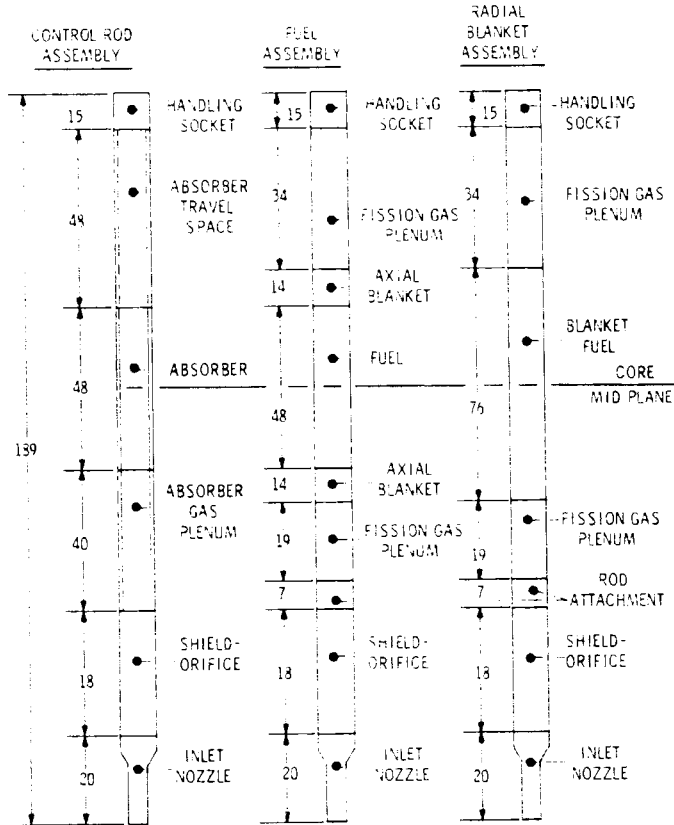 CONTROL ROD
ASSEMBLY
FUEL
ASSEMBLY
RADIAL
BLANKET
ASSEMBLY
15
HANDLING
SOCKET
48
ABSORBER
TRAVEL
SPACE
48
ABSORBER
189
40
ABSORBER
GAS
PLENUM
18
SHIELD-
ORIFICE
20
INLET
NOZZLE
15
HANDLING
SOCKET
34
FISSION GAS
PLENUM
14
AXIAL
BLANKET
48
FUEL
14
AXIAL
BLANKET
19
FISSION GAS
PLENUM
7
18
SHIELD-
ORIFICE
20
INLET
NOZZLE
15
HANDLING
SOCKET
34
FISSION GAS
PLENUM
76
BLANKET
FUEL
CORE
MID PLANE
19
FISSION GAS
PLENUM
7
ROD
ATTACHMENT
18
SHIELD-
ORIFICE
20
INLET
NOZZLE